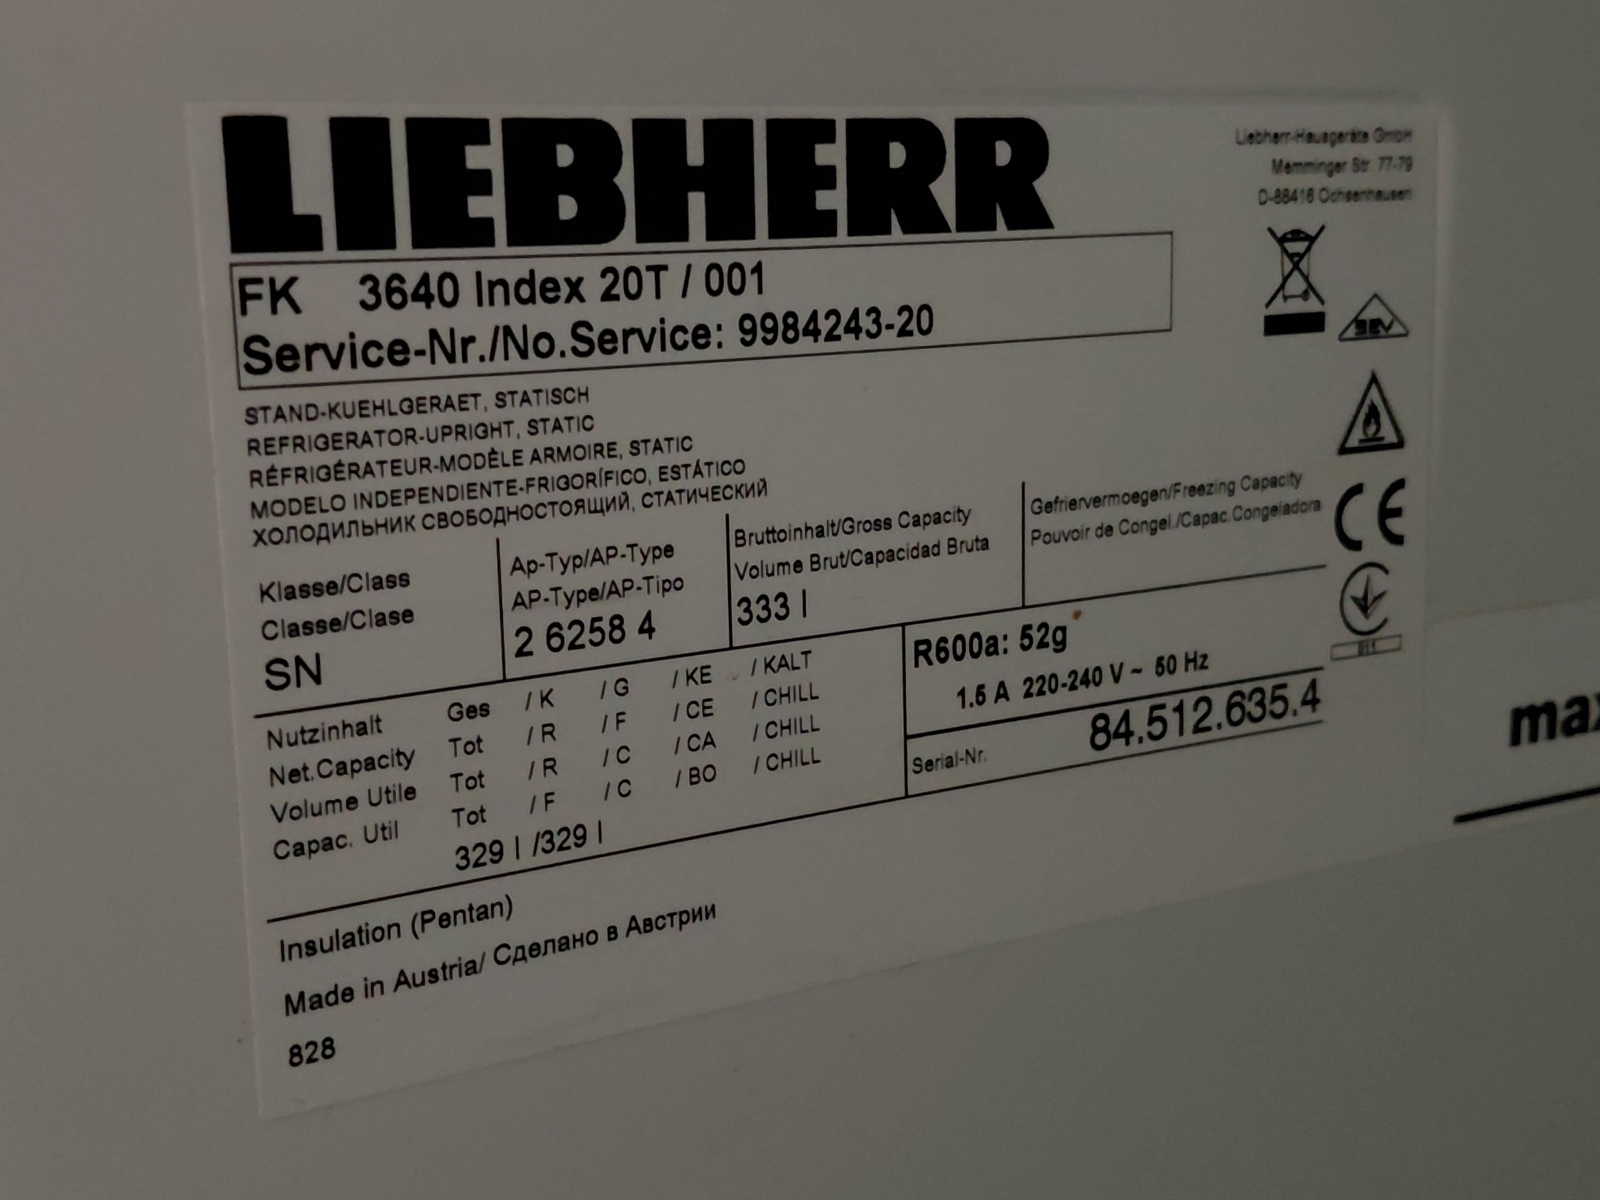 LIEBHERR
Liebherr-Hausgeräte GmbH
Memminger Str. 77-79
D-88416 Ochsenhausen
FK 3640 Index 20T / 001
Service-Nr./No.Service: 9984243-20
STAND-KUEHLGERAET, STATISCH
REFRIGERATOR-UPRIGHT, STATIC
RÉFRIGÉRATEUR-MODÈLE ARMOIRE, STATIC
MODELO INDEPENDIENTE-FRIGORÍFICO, ESTÁTICO
ХОЛОДИЛЬНИК СВОБОДНОСТОЯЩИЙ, СТАТИЧЕСКИЙ
Klasse/Class
Classe/Clase
SN
Ap-Typ/AP-Type
AP-Type/AP-Tipo
2 6258 4
Bruttoinhalt/Gross Capacity
Volume Brut/Capacidad Bruta
333 l
Gefriervermoegen/Freezing Capacity
Pouvoir de Congel./Capac.Congeladora
CE
Nutzinhalt Ges / K / G / KE / KALT
Net.Capacity Tot / R / F / CE / CHILL
Volume Utile Tot / R / C / CA / CHILL
Capac. Util Tot / F / C / BO / CHILL
329 l /329 l
R600a: 52g
1.5 A 220-240 V ~ 50 Hz
Serial-Nr. 84.512.635.4
Insulation (Pentan)
Made in Austria/ Сделано в Австрии
828